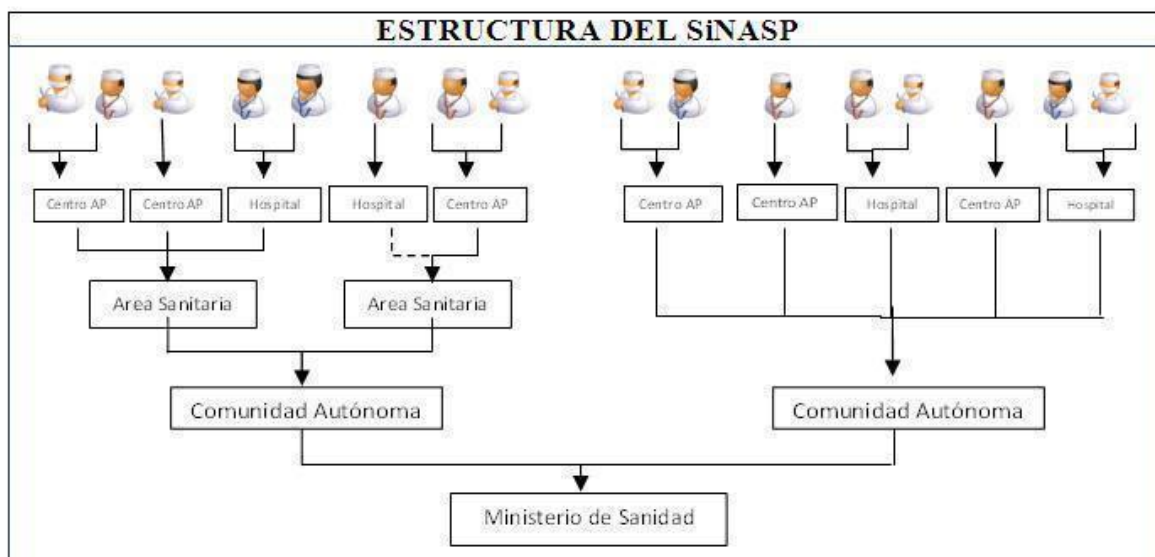 ESTRUCTURA DEL SiNASP
Centro AP
Centro AP
Hospital
Hospital
Centro AP
Centro AP
Centro AP
Hospital
Centro AP
Hospital
Area Sanitaria
Area Sanitaria
Comunidad Autónoma
Comunidad Autónoma
Ministerio de Sanidad